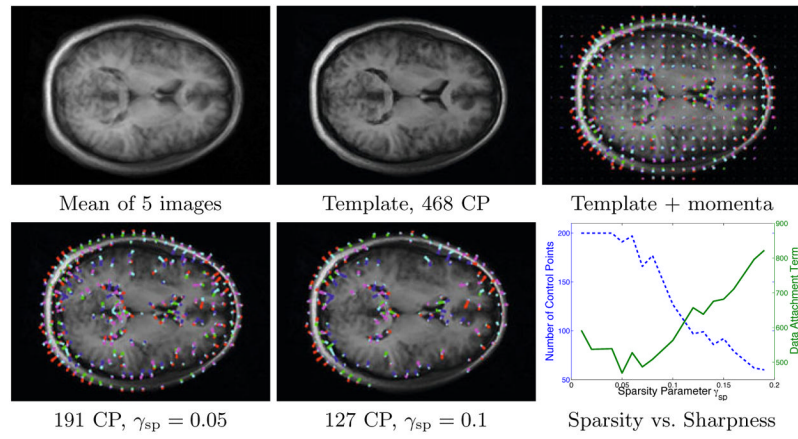 Mean of 5 images
Template, 468 CP
Template + momenta
191 CP, γsp = 0.05
127 CP, γsp = 0.1
Number of Control Points
200
150
100
50
0
0.05
0.1
0.15
0.2
Sparsity Parameter γsp
900
800
700
600
500
Data Attachment Term
Sparsity vs. Sharpness